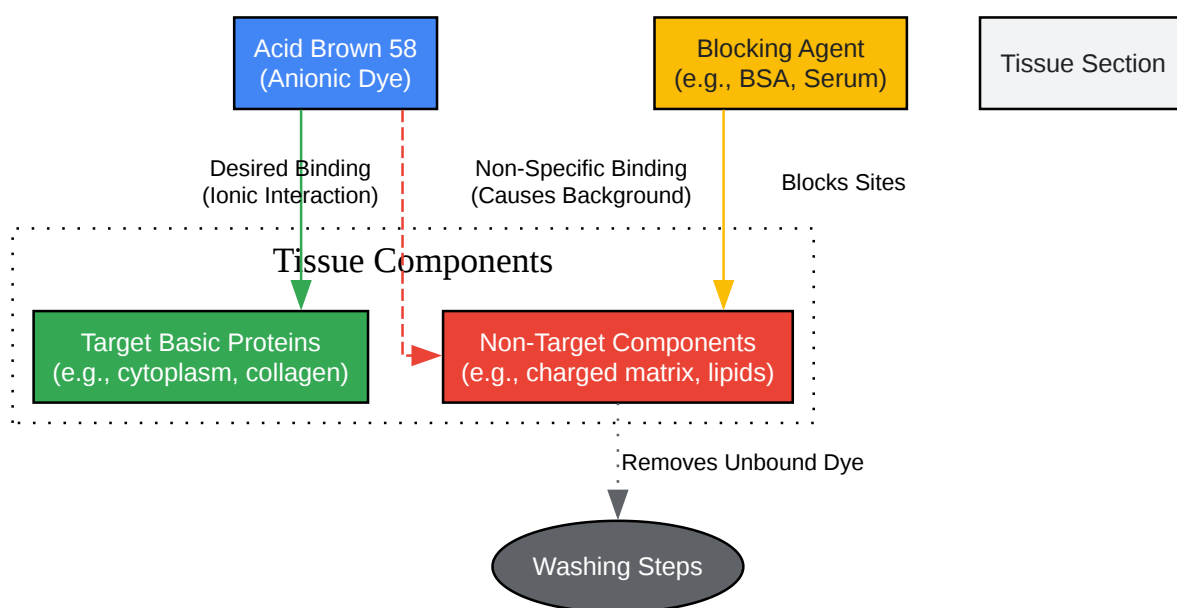 Acid Brown 58
(Anionic Dye)
Blocking Agent
(e.g., BSA, Serum)
Tissue Section
Desired Binding
(Ionic Interaction)
Non-Specific Binding
(Causes Background)
Blocks Sites
Tissue Components
Target Basic Proteins
(e.g., cytoplasm, collagen)
Non-Target Components
(e.g., charged matrix, lipids)
Removes Unbound Dye
Washing Steps